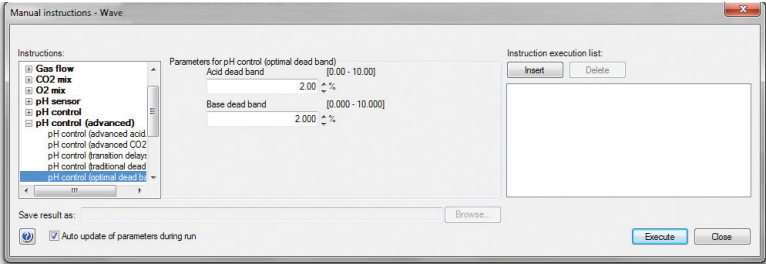 Manual instructions - Wave
Instructions:
Gas flow
CO2 mix
O2 mix
pH sensor
pH control
pH control (advanced)
pH control (advanced acid
pH control (advanced CO2
pH control (transition delays
pH control (traditional dead
pH control (optimal dead ba
Parameters for pH control (optimal dead band)
Acid dead band [0.00 - 10.00]
2.00 %
Base dead band [0.000 - 10.000]
2.000 %
Instruction execution list:
Insert Delete
Save result as: Browse...
Auto update of parameters during run
Execute Close